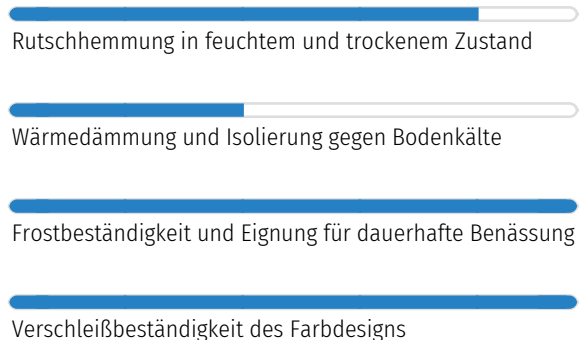 Rutschhemmung in feuchtem und trockenem Zustand
Wärmedämmung und Isolierung gegen Bodenkälte
Frostbeständigkeit und Eignung für dauerhafte Benässung
Verschleißbeständigkeit des Farbdesigns